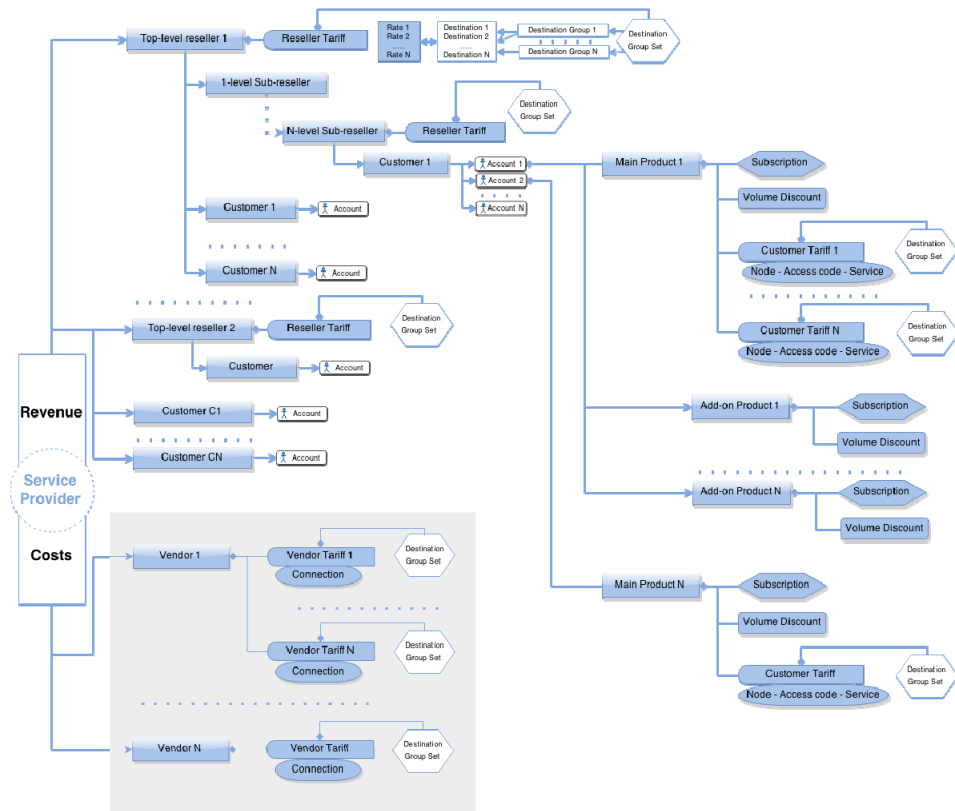 Top-level reseller 1
Reseller Tariff
Rate 1
Rate 2
.....
Rate N
Destination 1
Destination 2
.....
Destination N
Destination Group 1
Destination Group N
Destination
Group Set
1-level Sub-reseller
N-level Sub-reseller
Reseller Tariff
Destination
Group Set
Customer 1
Account 1
Account 2
Account N
Main Product 1
Subscription
Volume Discount
Customer Tariff 1
Node - Access code - Service
Destination
Group Set
Customer Tariff N
Node - Access code - Service
Destination
Group Set
Customer 1
Account
Customer N
Account
Top-level reseller 2
Reseller Tariff
Destination
Group Set
Customer
Account
Customer C1
Account
Customer CN
Account
Add-on Product 1
Subscription
Volume Discount
Add-on Product N
Subscription
Volume Discount
Revenue
Service
Provider
Costs
Vendor 1
Vendor Tariff 1
Connection
Destination
Group Set
Vendor Tariff N
Connection
Destination
Group Set
Vendor N
Vendor Tariff
Connection
Destination
Group Set
Main Product N
Subscription
Volume Discount
Customer Tariff
Node - Access code - Service
Destination
Group Set